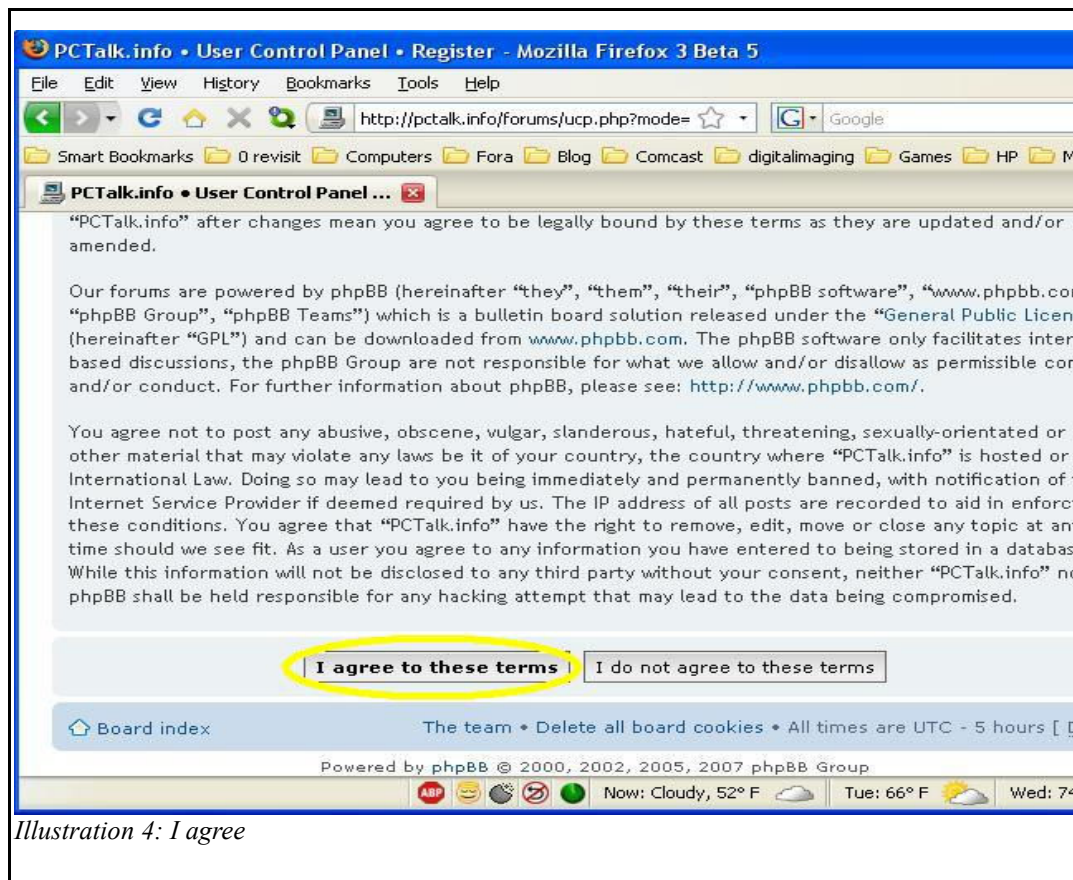 PCTalk.info • User Control Panel • Register - Mozilla Firefox 3 Beta 5
File Edit View History Bookmarks Tools Help
http://pctalk.info/forums/ucp.php?mode= G Google
Smart Bookmarks 0 revisit Computers Fora Blog Comcast digitalimaging Games HP M
PCTalk.info • User Control Panel ...
“PCTalk.info” after changes mean you agree to be legally bound by these terms as they are updated and/or
amended.
Our forums are powered by phpBB (hereinafter “they”, “them”, “their”, “phpBB software”, “www.phpbb.co
“phpBB Group”, “phpBB Teams”) which is a bulletin board solution released under the “General Public Licen
(hereinafter “GPL”) and can be downloaded from www.phpbb.com. The phpBB software only facilitates inter
based discussions, the phpBB Group are not responsible for what we allow and/or disallow as permissible co
and/or conduct. For further information about phpBB, please see: http://www.phpbb.com/.
You agree not to post any abusive, obscene, vulgar, slanderous, hateful, threatening, sexually-orientated or
other material that may violate any laws be it of your country, the country where “PCTalk.info” is hosted or
International Law. Doing so may lead to you being immediately and permanently banned, with notification of
Internet Service Provider if deemed required by us. The IP address of all posts are recorded to aid in enforc
these conditions. You agree that “PCTalk.info” have the right to remove, edit, move or close any topic at an
time should we see fit. As a user you agree to any information you have entered to being stored in a databas
While this information will not be disclosed to any third party without your consent, neither “PCTalk.info” n
phpBB shall be held responsible for any hacking attempt that may lead to the data being compromised.
I agree to these terms I do not agree to these terms
Board index The team • Delete all board cookies • All times are UTC - 5 hours [ D
Powered by phpBB © 2000, 2002, 2005, 2007 phpBB Group
ABP Now: Cloudy, 52° F Tue: 66° F Wed: 74
Illustration 4: I agree